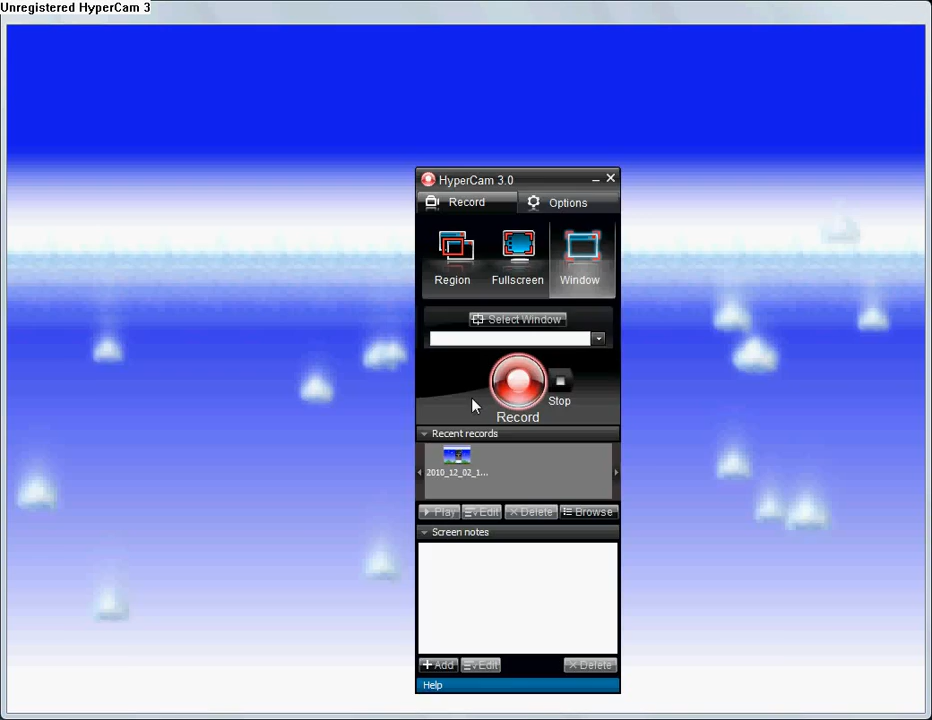 Unregistered HyperCam 3
HyperCam 3.0
Record Options
Region Fullscreen Window
Select Window
Stop
Record
Recent records
2010_12_02_1...
Play Edit Delete Browse
Screen notes
Add Edit Delete
Help